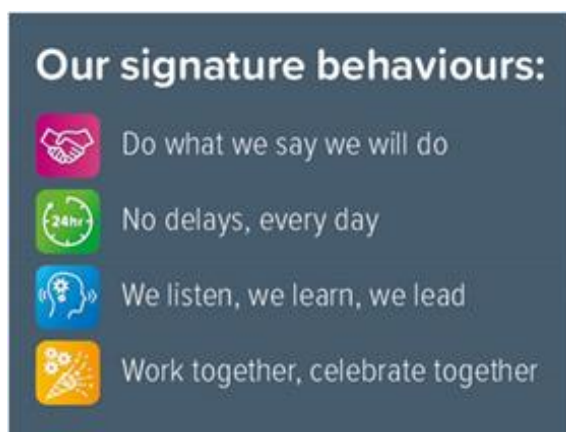 Our signature behaviours:
Do what we say we will do
24hr
No delays, every day
We listen, we learn, we lead
Work together, celebrate together